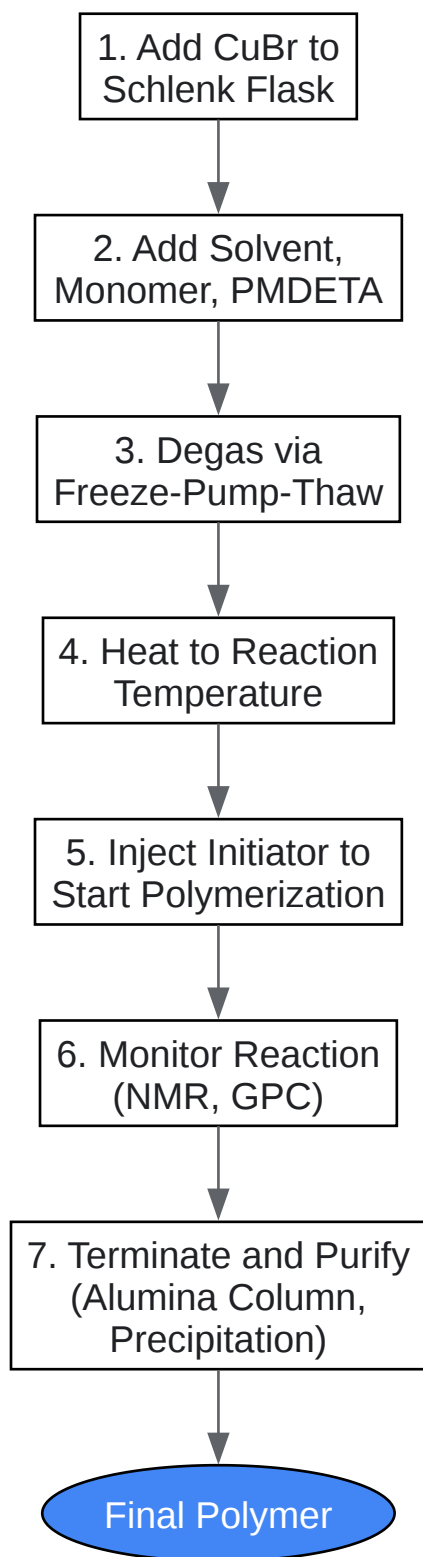 1. Add CuBr to
Schlenk Flask
2. Add Solvent,
Monomer, PMDETA
3. Degas via
Freeze-Pump-Thaw
4. Heat to Reaction
Temperature
5. Inject Initiator to
Start Polymerization
6. Monitor Reaction
(NMR, GPC)
7. Terminate and Purify
(Alumina Column,
Precipitation)
Final Polymer